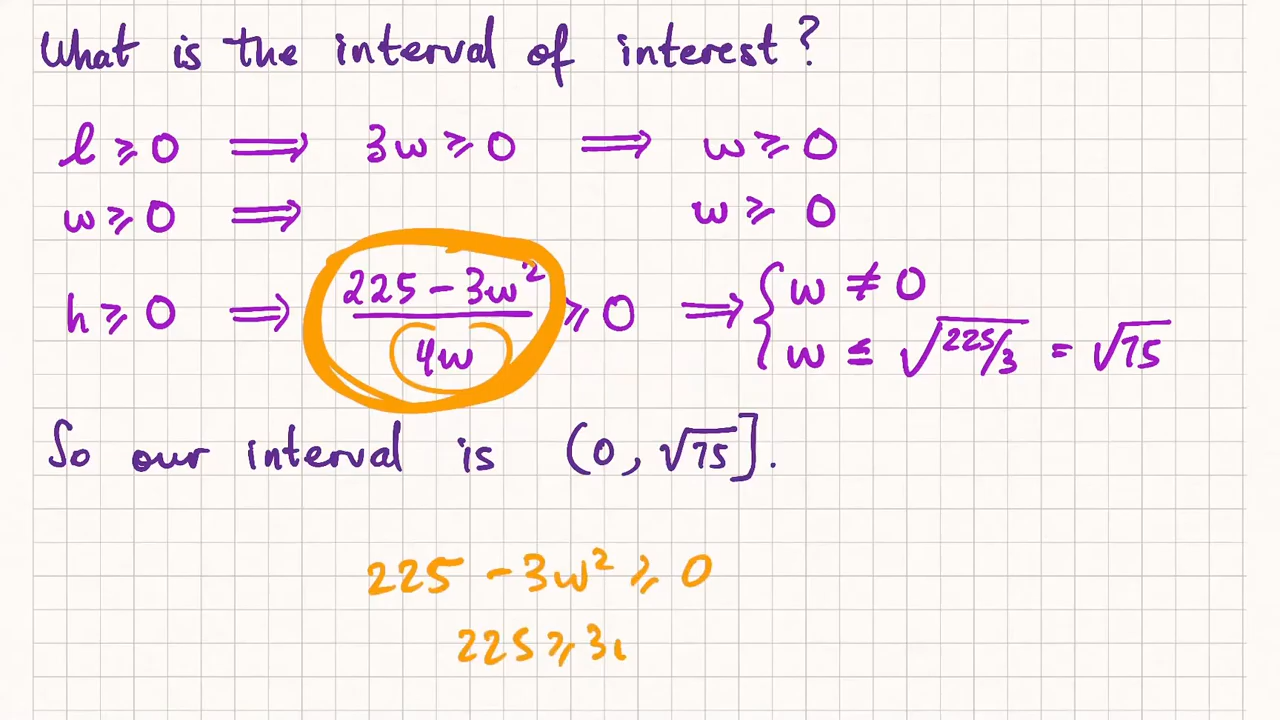 What is the interval of interest?
l ⩾ 0 ⟹ 3w ⩾ 0 ⟹ w ⩾ 0
w ⩾ 0 ⟹ w ⩾ 0
h ⩾ 0 ⟹ (225 - 3w²)/(4w) ⩾ 0 ⟹ { w ≠ 0
w ≤ √(225/3) = √75
So our interval is (0, √75].
225 - 3w² ⩾ 0
225 ⩾ 3